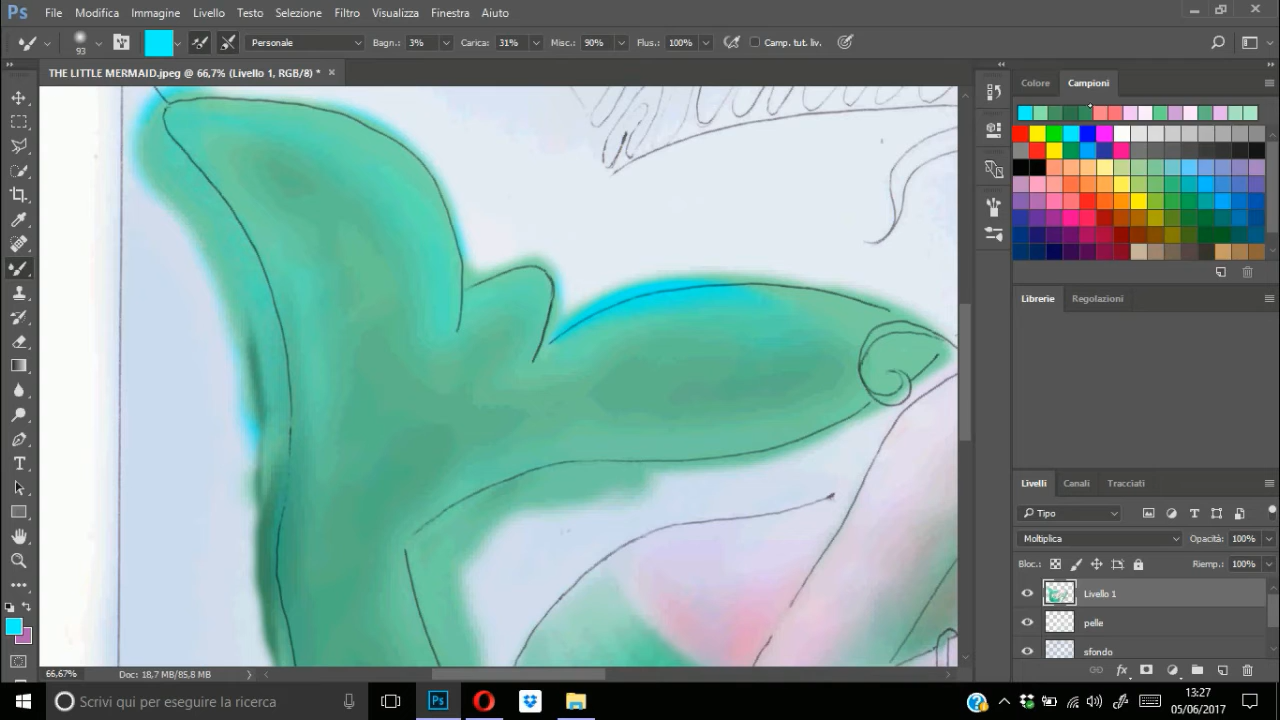 Ps File Modifica Immagine Livello Testo Selezione Filtro Visualizza Finestra Aiuto
93 Personale Bagn.: 3% Carica: 31% Misc.: 90% Flus.: 100% Camp. tut. liv.
THE LITTLE MERMAID.jpeg @ 66,7% (Livello 1, RGB/8) * ×
Colore Campioni
Librerie Regolazioni
Livelli Canali Tracciati
Tipo
Moltiplica Opacità: 100%
Bloc.: Riemp.: 100%
Livello 1
pelle
sfondo
fx
66,67% Doc: 18,7 MB/85,8 MB
Scrivi qui per eseguire la ricerca Ps
13:27
05/06/2017